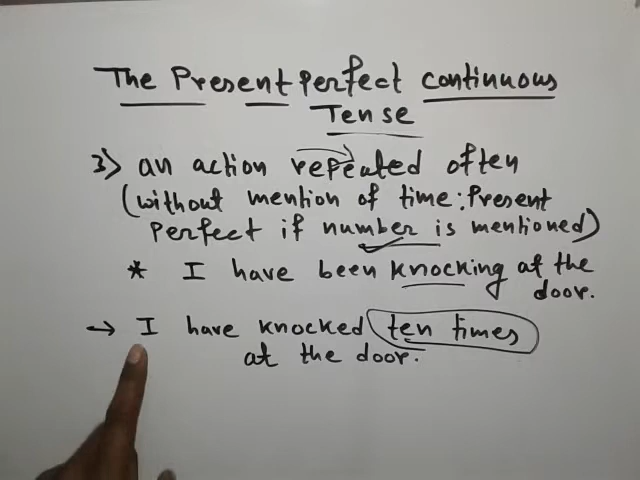 The Present perfect continuous
Tense
3) an action repeated often
(without mention of time: Present
Perfect if number is mentioned)
* I have been knocking at the
door.
→ I have knocked ten times
at the door.